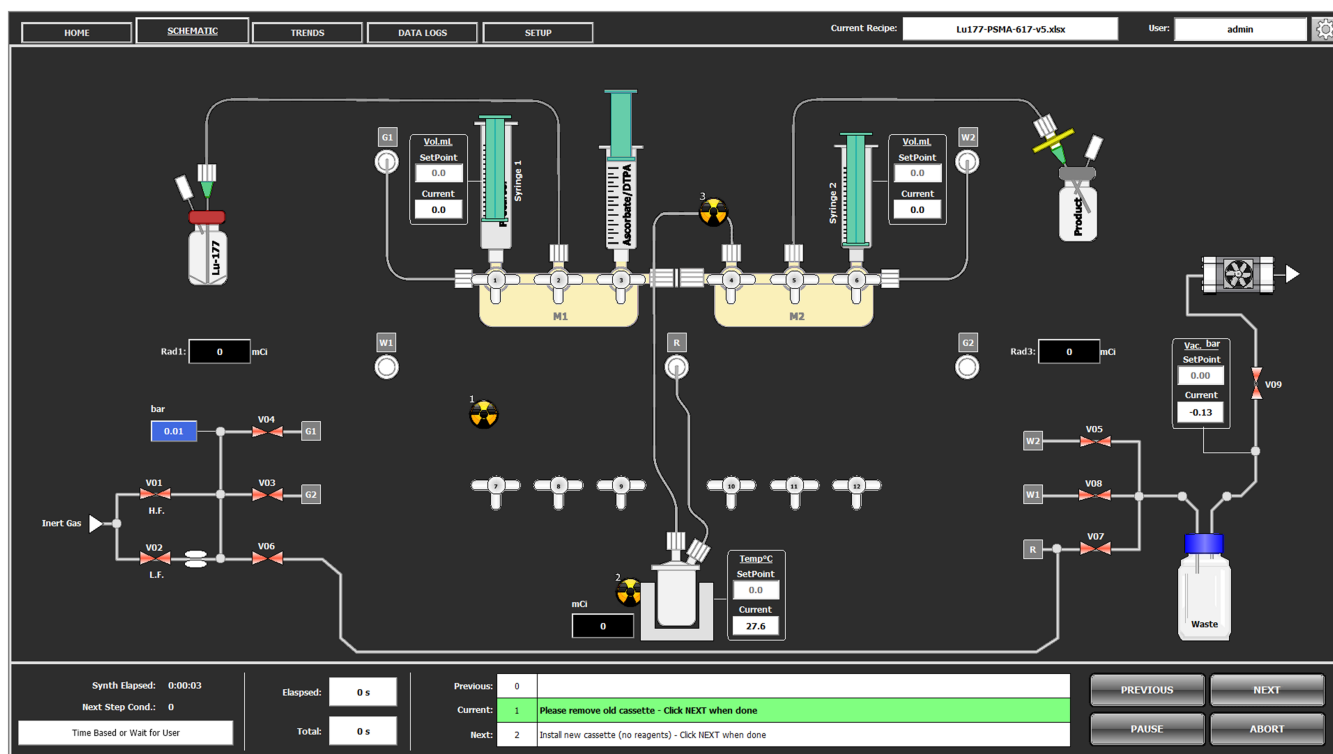 HOME
SCHEMATIC
TRENDS
DATA LOGS
SETUP
Current Recipe:
Lu177-PSMA-617-v5.xlsx
User:
admin
G1
Vol.mL
SetPoint
0.0
Current
0.0
Syringe 1
Ascorbate/DTPA
3
Syringe 2
Vol.mL
SetPoint
0.0
Current
0.0
W2
Product
Lu-177
1
2
3
4
5
6
M1
M2
Rad1:
0
mCi
W1
R
G2
Rad3:
0
mCi
Vac. bar
SetPoint
0.00
Current
-0.13
V09
1
bar
0.01
V04
G1
W2
V05
7
8
9
10
11
12
V01
H.F.
V03
G2
W1
V08
Inert Gas
V02
L.F.
V06
R
V07
2
mCi
0
Temp°C
SetPoint
0.0
Current
27.6
Waste
Synth Elapsed: 0:00:03
Next Step Cond.: 0
Time Based or Wait for User
Elaspsed:
0 s
Total:
0 s
Previous: 0
Current: 1 Please remove old cassette - Click NEXT when done
Next: 2 Install new cassette (no reagents) - Click NEXT when done
PREVIOUS
NEXT
PAUSE
ABORT